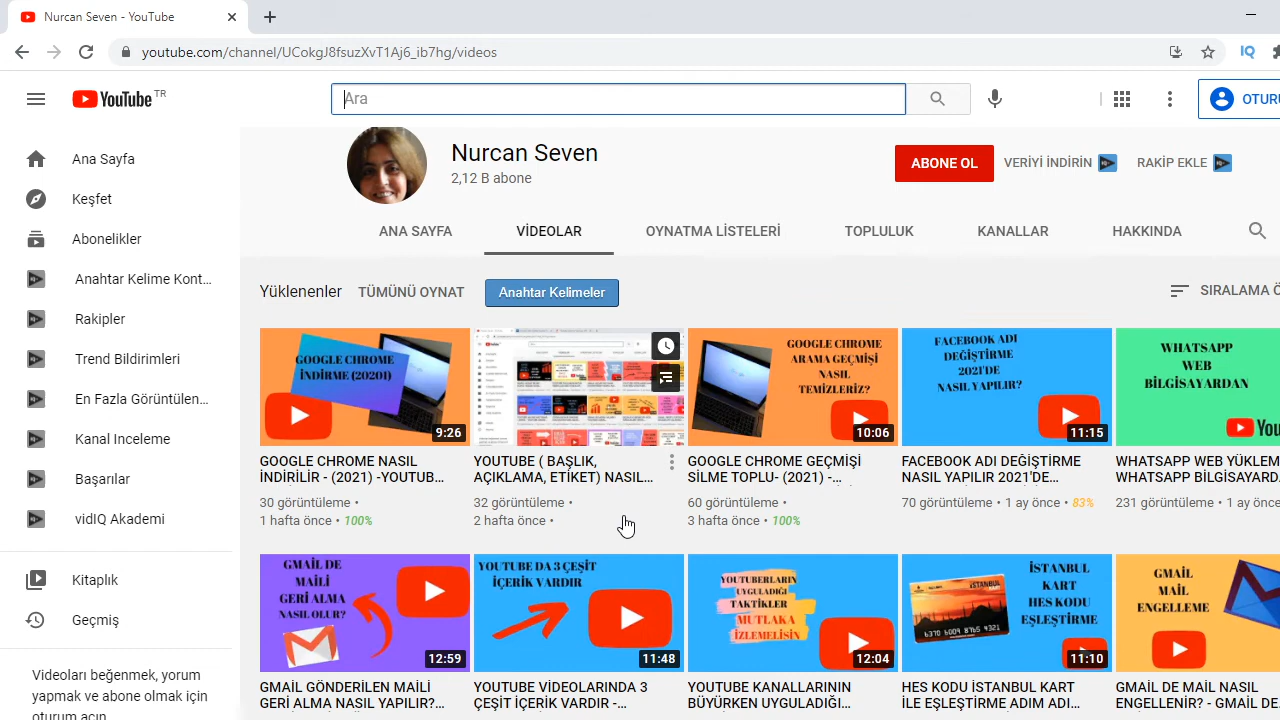 Nurcan Seven - YouTube
youtube.com/channel/UCokgJ8fsuzXvT1Aj6_ib7hg/videos
IQ
YouTube TR
Ara
OTURU
Ana Sayfa
Keşfet
Abonelikler
Anahtar Kelime Kont...
Rakipler
Trend Bildirimleri
En Fazla Görüntülen...
Kanal Inceleme
Başarılar
vidIQ Akademi
Kitaplık
Geçmiş
Videoları beğenmek, yorum
yapmak ve abone olmak için
oturum açın
Nurcan Seven
2,12 B abone
ABONE OL
VERİYİ İNDİRİN
RAKİP EKLE
ANA SAYFA
VİDEOLAR
OYNATMA LİSTELERİ
TOPLULUK
KANALLAR
HAKKINDA
Yüklenenler
TÜMÜNÜ OYNAT
Anahtar Kelimeler
SIRALAMA Ö
GOOGLE CHROME
İNDİRME (2020)
9:26
GOOGLE CHROME NASIL
İNDİRİLİR - (2021) -YOUTUB...
30 görüntüleme •
1 hafta önce • 100%
YOUTUBE ( BAŞLIK,
AÇIKLAMA, ETİKET) NASIL...
32 görüntüleme •
2 hafta önce •
GOOGLE CHROME
ARAMA GEÇMİŞİ
NASIL
TEMİZLERİZ?
10:06
GOOGLE CHROME GEÇMİŞİ
SİLME TOPLU- (2021) -...
60 görüntüleme •
3 hafta önce • 100%
FACEBOOK ADI
DEĞİŞTİRME
2021'DE
NASIL YAPILIR?
11:15
FACEBOOK ADI DEĞİŞTİRME
NASIL YAPILIR 2021'DE...
70 görüntüleme • 1 ay önce • 83%
WHATSAPP
WEB
BİLGİSAYARDAN
You
WHATSAPP WEB YÜKLEM
WHATSAPP BİLGİSAYARD
231 görüntüleme • 1 ay önce
GMAİL DE
MAİLİ
GERİ ALMA
NASIL OLUR?
12:59
GMAİL GÖNDERİLEN MAİLİ
GERİ ALMA NASIL YAPILIR?...
YOUTUBE DA 3 ÇEŞİT
İÇERİK VARDIR
11:48
YOUTUBE VİDEOLARINDA 3
ÇEŞİT İÇERİK VARDIR -...
YOUTUBERLARIN
UYGULADIĞI
TAKTİKLER
MUTLAKA
İZLEMELİSİN
12:04
YOUTUBE KANALLARININ
BÜYÜRKEN UYGULADIĞI...
İSTANBUL
KART
HES KODU
EŞLEŞTİRME
6370 6009 8765 4321
11:10
HES KODU İSTANBUL KART
İLE EŞLEŞTİRME ADIM ADI...
GMAİL
MAİL
ENGELLEME
GMAİL DE MAİL NASIL
ENGELLENİR? - GMAİL DE